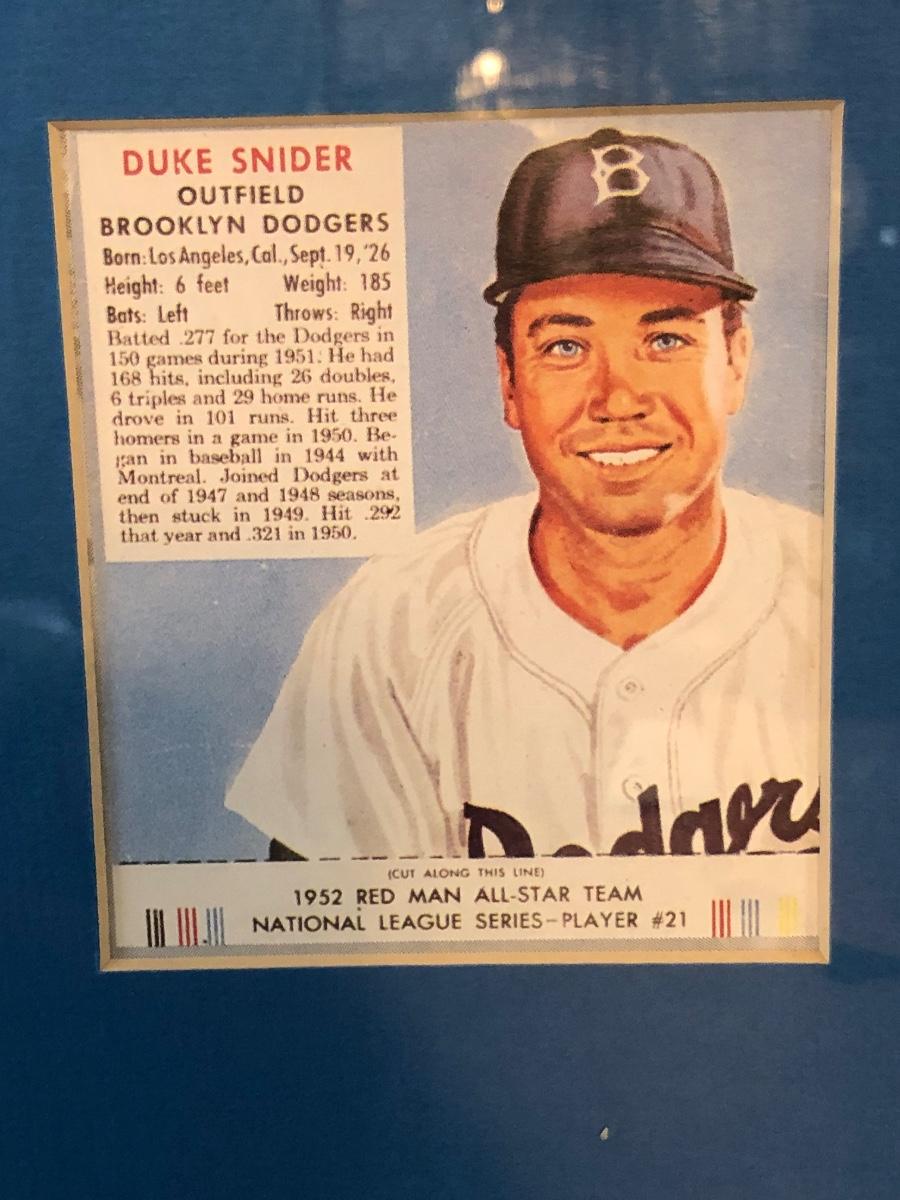 DUKE SNIDER
OUTFIELD
BROOKLYN DODGERS
Born: Los Angeles, Cal., Sept. 19, '26
Height: 6 feet Weight: 185
Bats: Left Throws: Right
Batted .277 for the Dodgers in
150 games during 1951. He had
168 hits, including 26 doubles,
6 triples and 29 home runs. He
drove in 101 runs. Hit three
homers in a game in 1950. Be-
gan in baseball in 1944 with
Montreal. Joined Dodgers at
end of 1947 and 1948 seasons,
then stuck in 1949. Hit .292
that year and .321 in 1950.
B
Dodgers
(CUT ALONG THIS LINE)
1952 RED MAN ALL-STAR TEAM
NATIONAL LEAGUE SERIES–PLAYER #21